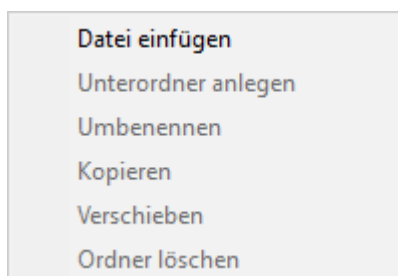 Datei einfügen
Unterordner anlegen
Umbenennen
Kopieren
Verschieben
Ordner löschen